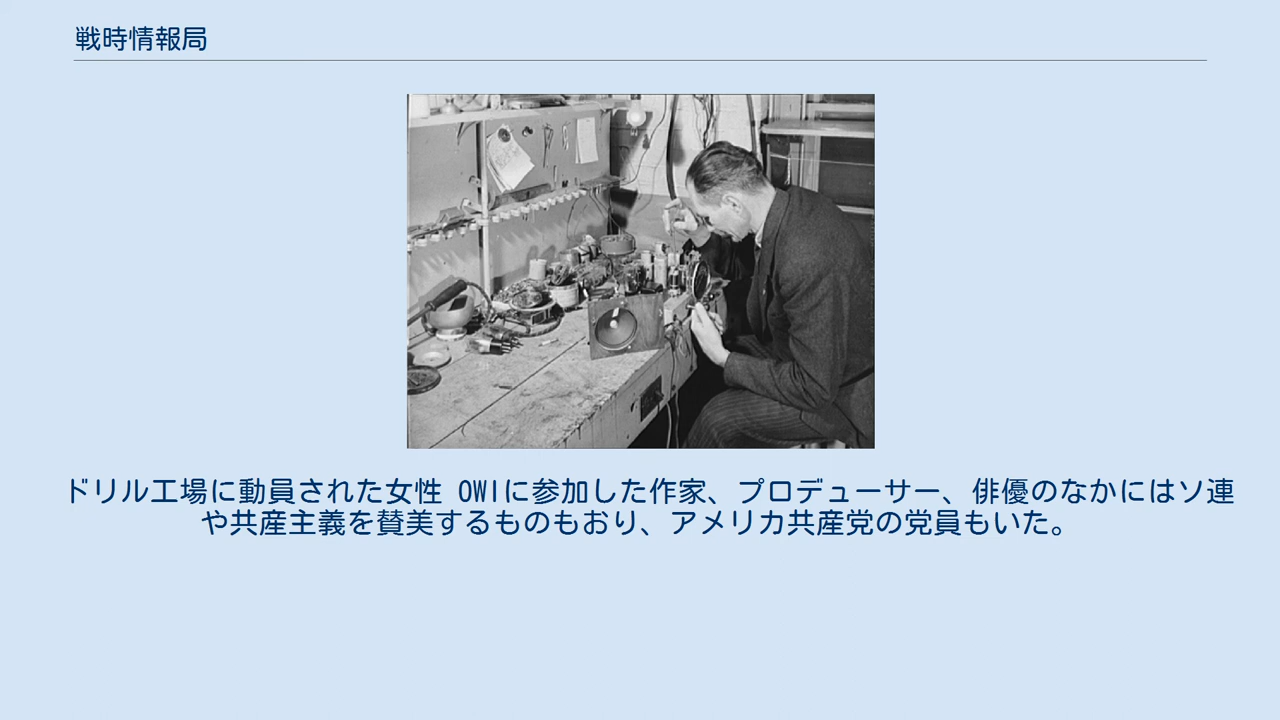 戦時情報局
ドリル工場に動員された女性 OWIに参加した作家、プロデューサー、俳優のなかにはソ連
や共産主義を賛美するものもおり、アメリカ共産党の党員もいた。